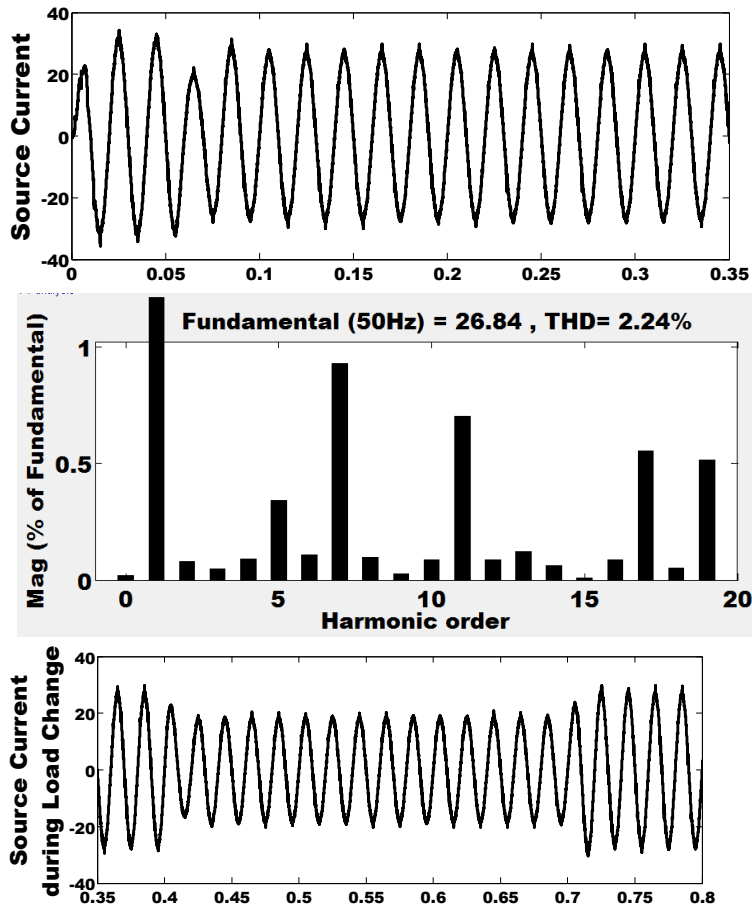 40
20
0
-20
-40
Source Current
0 0.05 0.1 0.15 0.2 0.25 0.3 0.35
Fundamental (50Hz) = 26.84 , THD= 2.24%
1
0.5
0
Mag (% of Fundamental)
0 5 10 15 20
Harmonic order
40
20
0
-20
-40
Source Current
during Load Change
0.35 0.4 0.45 0.5 0.55 0.6 0.65 0.7 0.75 0.8